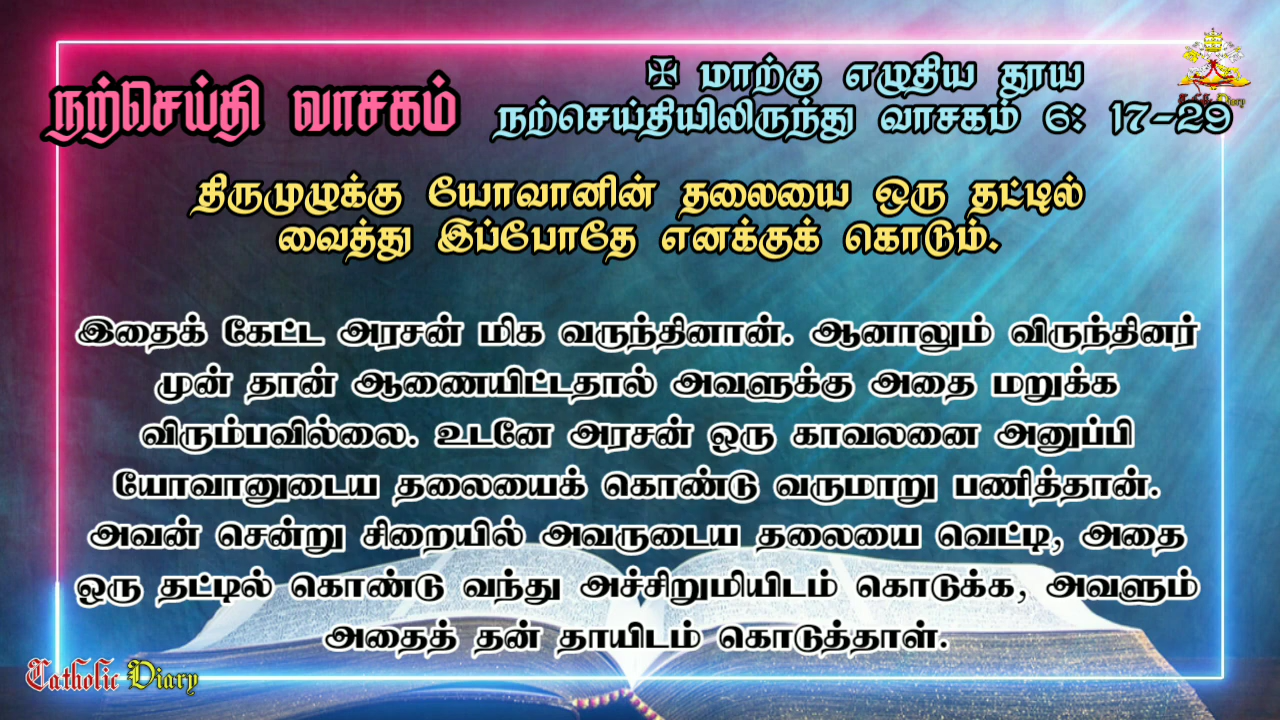 நற்செய்தி வாசகம்
✠ மாற்கு எழுதிய தூய
நற்செய்தியிலிருந்து வாசகம் 6: 17-29
Catholic Diary
திருமுழுக்கு யோவானின் தலையை ஒரு தட்டில்
வைத்து இப்போதே எனக்குக் கொடும்.
இதைக் கேட்ட அரசன் மிக வருந்தினான். ஆனாலும் விருந்தினர்
முன் தான் ஆணையிட்டதால் அவளுக்கு அதை மறுக்க
விரும்பவில்லை. உடனே அரசன் ஒரு காவலனை அனுப்பி
யோவானுடைய தலையைக் கொண்டு வருமாறு பணித்தான்.
அவன் சென்று சிறையில் அவருடைய தலையை வெட்டி, அதை
ஒரு தட்டில் கொண்டு வந்து அச்சிறுமியிடம் கொடுக்க, அவளும்
அதைத் தன் தாயிடம் கொடுத்தாள்.
Catholic Diary